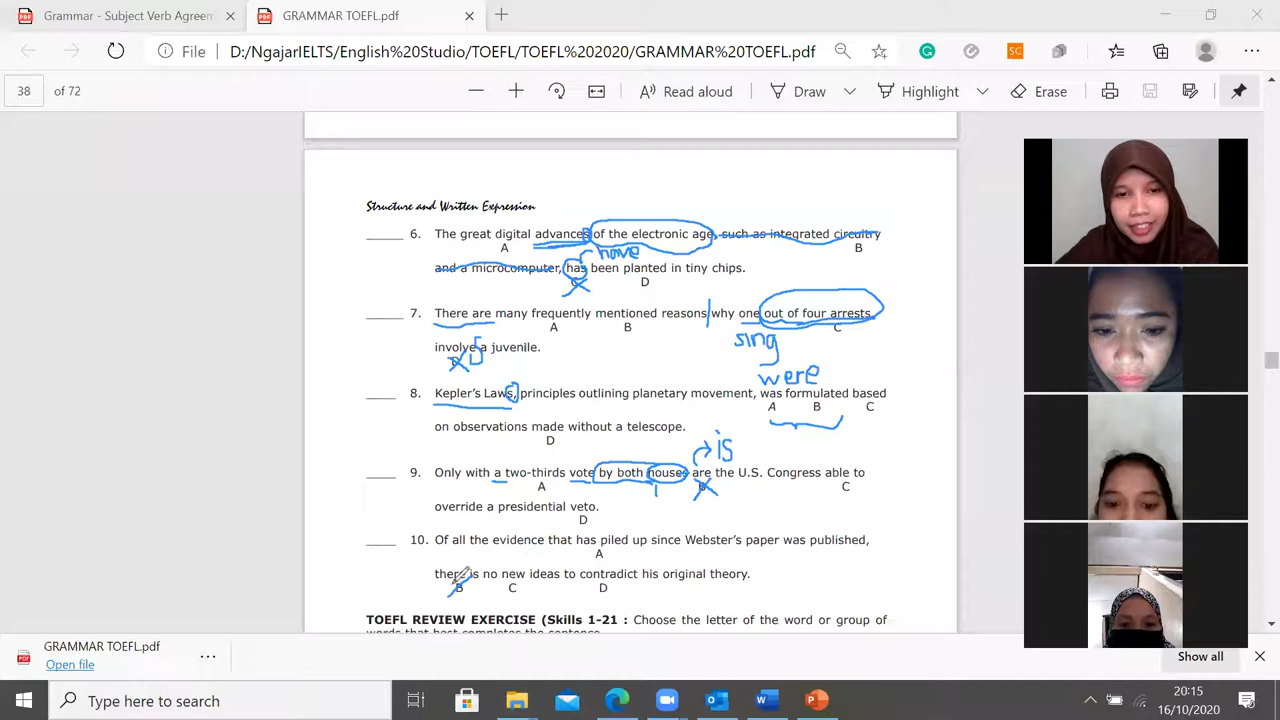 Grammar - Subject Verb Agreem
GRAMMAR TOEFL.pdf
File
D:/NgajarIELTS/English%20Studio/TOEFL/TOEFL%202020/GRAMMAR%20TOEFL.pdf
SC
38 of 72
Read aloud
Draw
Highlight
Erase
Structure and Written Expression
6. The great digital advances of the electronic age, such as integrated circuitry
A B
have
and a microcomputer, has been planted in tiny chips.
C D
7. There are many frequently mentioned reasons why one out of four arrests
A B C
sing
involve a juvenile.
D S
were
8. Kepler's Laws, principles outlining planetary movement, was formulated based
A B C
on observations made without a telescope.
D
is
9. Only with a two-thirds vote by both houses are the U.S. Congress able to
A B C
override a presidential veto.
D
10. Of all the evidence that has piled up since Webster's paper was published,
A
there is no new ideas to contradict his original theory.
B C D
TOEFL REVIEW EXERCISE (Skills 1-21 : Choose the letter of the word or group of
words that best completes the sentence.
GRAMMAR TOEFL.pdf
Open file
Show all
Type here to search
20:15
16/10/2020